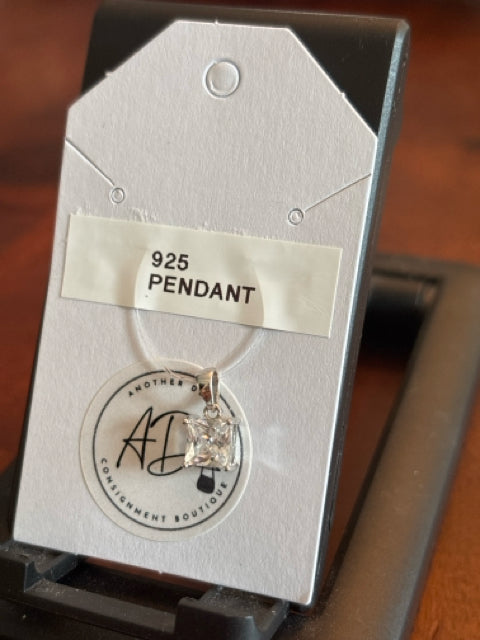 925
PENDANT
ANOTHER D
AD
CONSIGNMENT BOUTIQUE